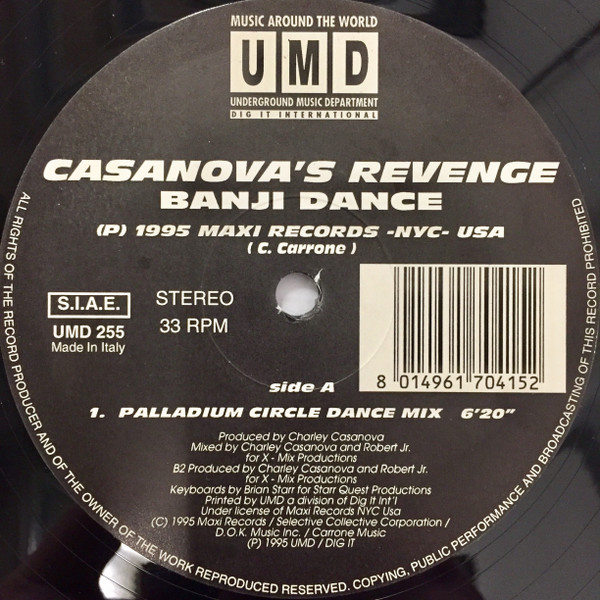 MUSIC AROUND THE WORLD
UMD
UNDERGROUND MUSIC DEPARTMENT
DIG IT INTERNATIONAL
CASANOVA'S REVENGE
BANJI DANCE
(P) 1995 MAXI RECORDS -NYC- USA
( C. Carrone )
S.I.A.E.
UMD 255
Made In Italy
STEREO
33 RPM
8 014961 704152
side A
1. PALLADIUM CIRCLE DANCE MIX 6'20"
Produced by Charley Casanova
Mixed by Charley Casanova and Robert Jr.
for X - Mix Productions
B2 Produced by Charley Casanova and Robert Jr.
for X - Mix Productions
Keyboards by Brian Starr for Starr Quest Productions
Printed by UMD a division of Dig It Int'l
Under license of Maxi Records NYC Usa
(C) 1995 Maxi Records / Selective Collective Corporation /
D.O.K. Music Inc. / Carrone Music
(P) 1995 UMD / DIG IT
ALL RIGHTS OF THE RECORD PRODUCER AND OF THE OWNER OF THE WORK REPRODUCED RESERVED. COPYING, PUBLIC PERFORMANCE AND BROADCASTING OF THIS RECORD PROHIBITED